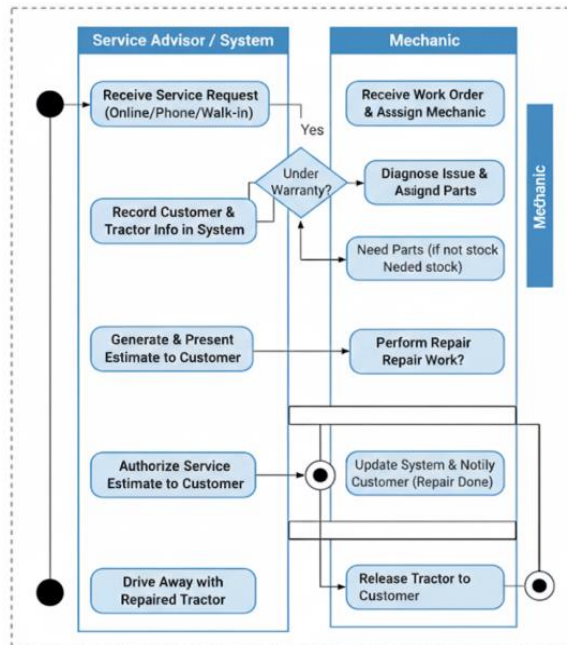 Service Advisor / System
Mechanic
Receive Service Request
(Online/Phone/Walk-in)
Receive Work Order
& Asssign Mechanic
Yes
Under
Warranty?
Diagnose Issue &
Assignd Parts
Mechanic
Record Customer &
Tractor Info in System
Need Parts (if not stock
Neded stock)
Generate & Present
Estimate to Customer
Perform Repair
Repair Work?
Authorize Service
Estimate to Customer
Update System & Notily
Customer (Repair Done)
Drive Away with
Repaired Tractor
Release Tractor to
Customer